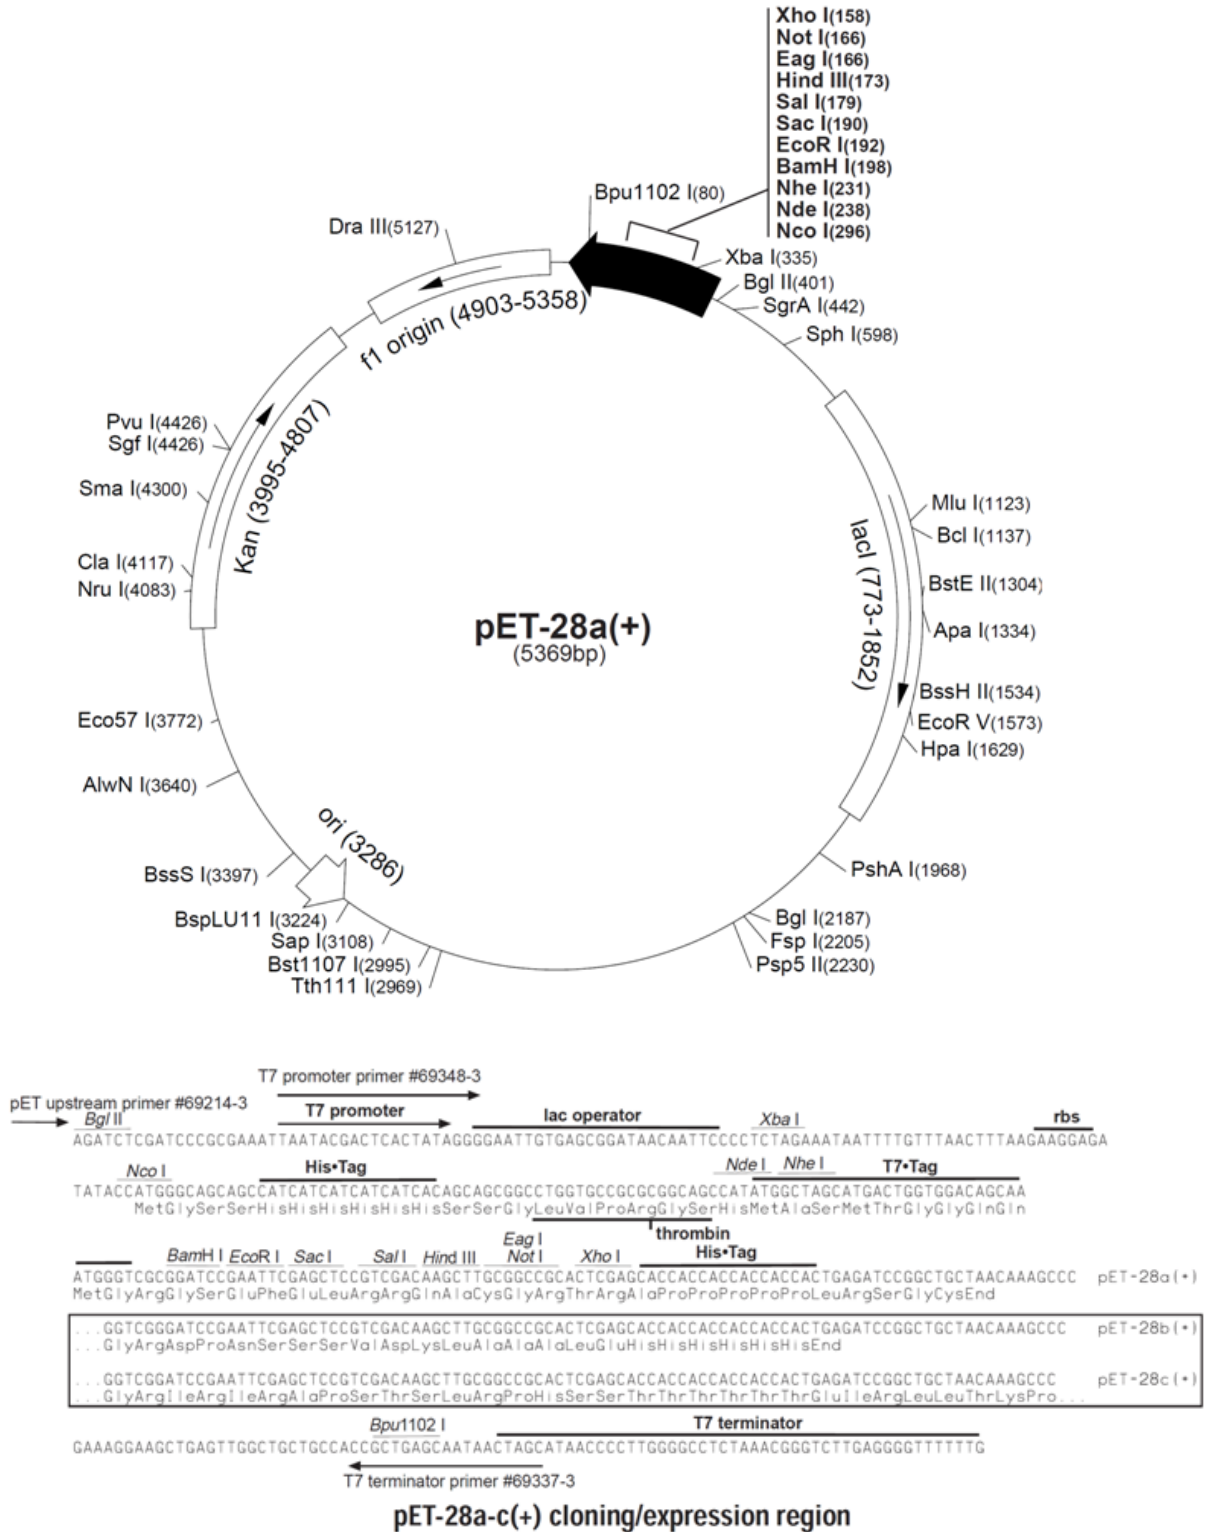 Xho I(158)
Not I(166)
Eag I(166)
Hind III(173)
Sal I(179)
Sac I(190)
EcoR I(192)
BamH I(198)
Nhe I(231)
Nde I(238)
Nco I(296)
Bpu1102 I(80)
Dra III(5127)
Xba I(335)
Bgl II(401)
SgrA I(442)
Sph I(598)
f1 origin (4903-5358)
Pvu I(4426)
Sgf I(4426)
Sma I(4300)
Kan (3995-4807)
Cla I(4117)
Nru I(4083)
Mlu I(1123)
Bcl I(1137)
lacI (773-1852)
BstE II(1304)
Apa I(1334)
pET-28a(+)
(5369bp)
BssH II(1534)
EcoR V(1573)
Hpa I(1629)
Eco57 I(3772)
AlwN I(3640)
ori (3286)
BssS I(3397)
PshA I(1968)
BspLU11 I(3224)
Sap I(3108)
Bst1107 I(2995)
Tth111 I(2969)
Bgl I(2187)
Fsp I(2205)
Psp5 II(2230)
T7 promoter primer #69348-3
pET upstream primer #69214-3
Bgl II T7 promoter lac operator Xba I rbs
AGATCTCGATCCCGCGAAATTAATACGACTCACTATAGGGGAATTGTGAGCGGATAACAATTCCCCTCTAGAAATAATTTTGTTTAACTTTAAGAAGGAGA
Nco I His•Tag Nde I Nhe I T7•Tag
TATACCATGGGCAGCAGCCATCATCATCATCATCACAGCAGCGGCCTGGTGCCGCGCGGCAGCCATATGGCTAGCATGACTGGTGGACAGCAA
MetGlySerSerHisHisHisHisHisHisSerSerGlyLeuValProArgGlySerHisMetAlaSerMetThrGlyGlyGlnGln
thrombin
Eag I
BamH I EcoR I Sac I Sal I Hind III Not I Xho I His•Tag
ATGGGTCGCGGATCCGAATTCGAGCTCCGTCGACAAGCTTGCGGCCGCACTCGAGCACCACCACCACCACCACTGAGATCCGGCTGCTAACAAAGCCC pET-28a(+)
MetGlyArgGlySerGluPheGluLeuArgArgGlnAlaCysGlyArgThrArgAlaProProProProProLeuArgSerGlyCysEnd
...GGTCGGGATCCGAATTCGAGCTCCGTCGACAAGCTTGCGGCCGCACTCGAGCACCACCACCACCACCACTGAGATCCGGCTGCTAACAAAGCCC pET-28b(+)
...GlyArgAspProAsnSerSerSerValAspLysLeuAlaAlaAlaLeuGluHisHisHisHisHisHisEnd
...GGTCGGATCCGAATTCGAGCTCCGTCGACAAGCTTGCGGCCGCACTCGAGCACCACCACCACCACCACTGAGATCCGGCTGCTAACAAAGCCC pET-28c(+)
...GlyArgIleArgIleArgAlaProSerThrSerLeuArgProHisSerSerThrThrThrThrThrThrGluIleArgLeuLeuThrLysPro...
Bpu1102 I T7 terminator
GAAAGGAAGCTGAGTTGGCTGCTGCCACCGCTGAGCAATAACTAGCATAACCCCTTGGGGCCTCTAAACGGGTCTTGAGGGGTTTTTTG
T7 terminator primer #69337-3
pET-28a-c(+) cloning/expression region